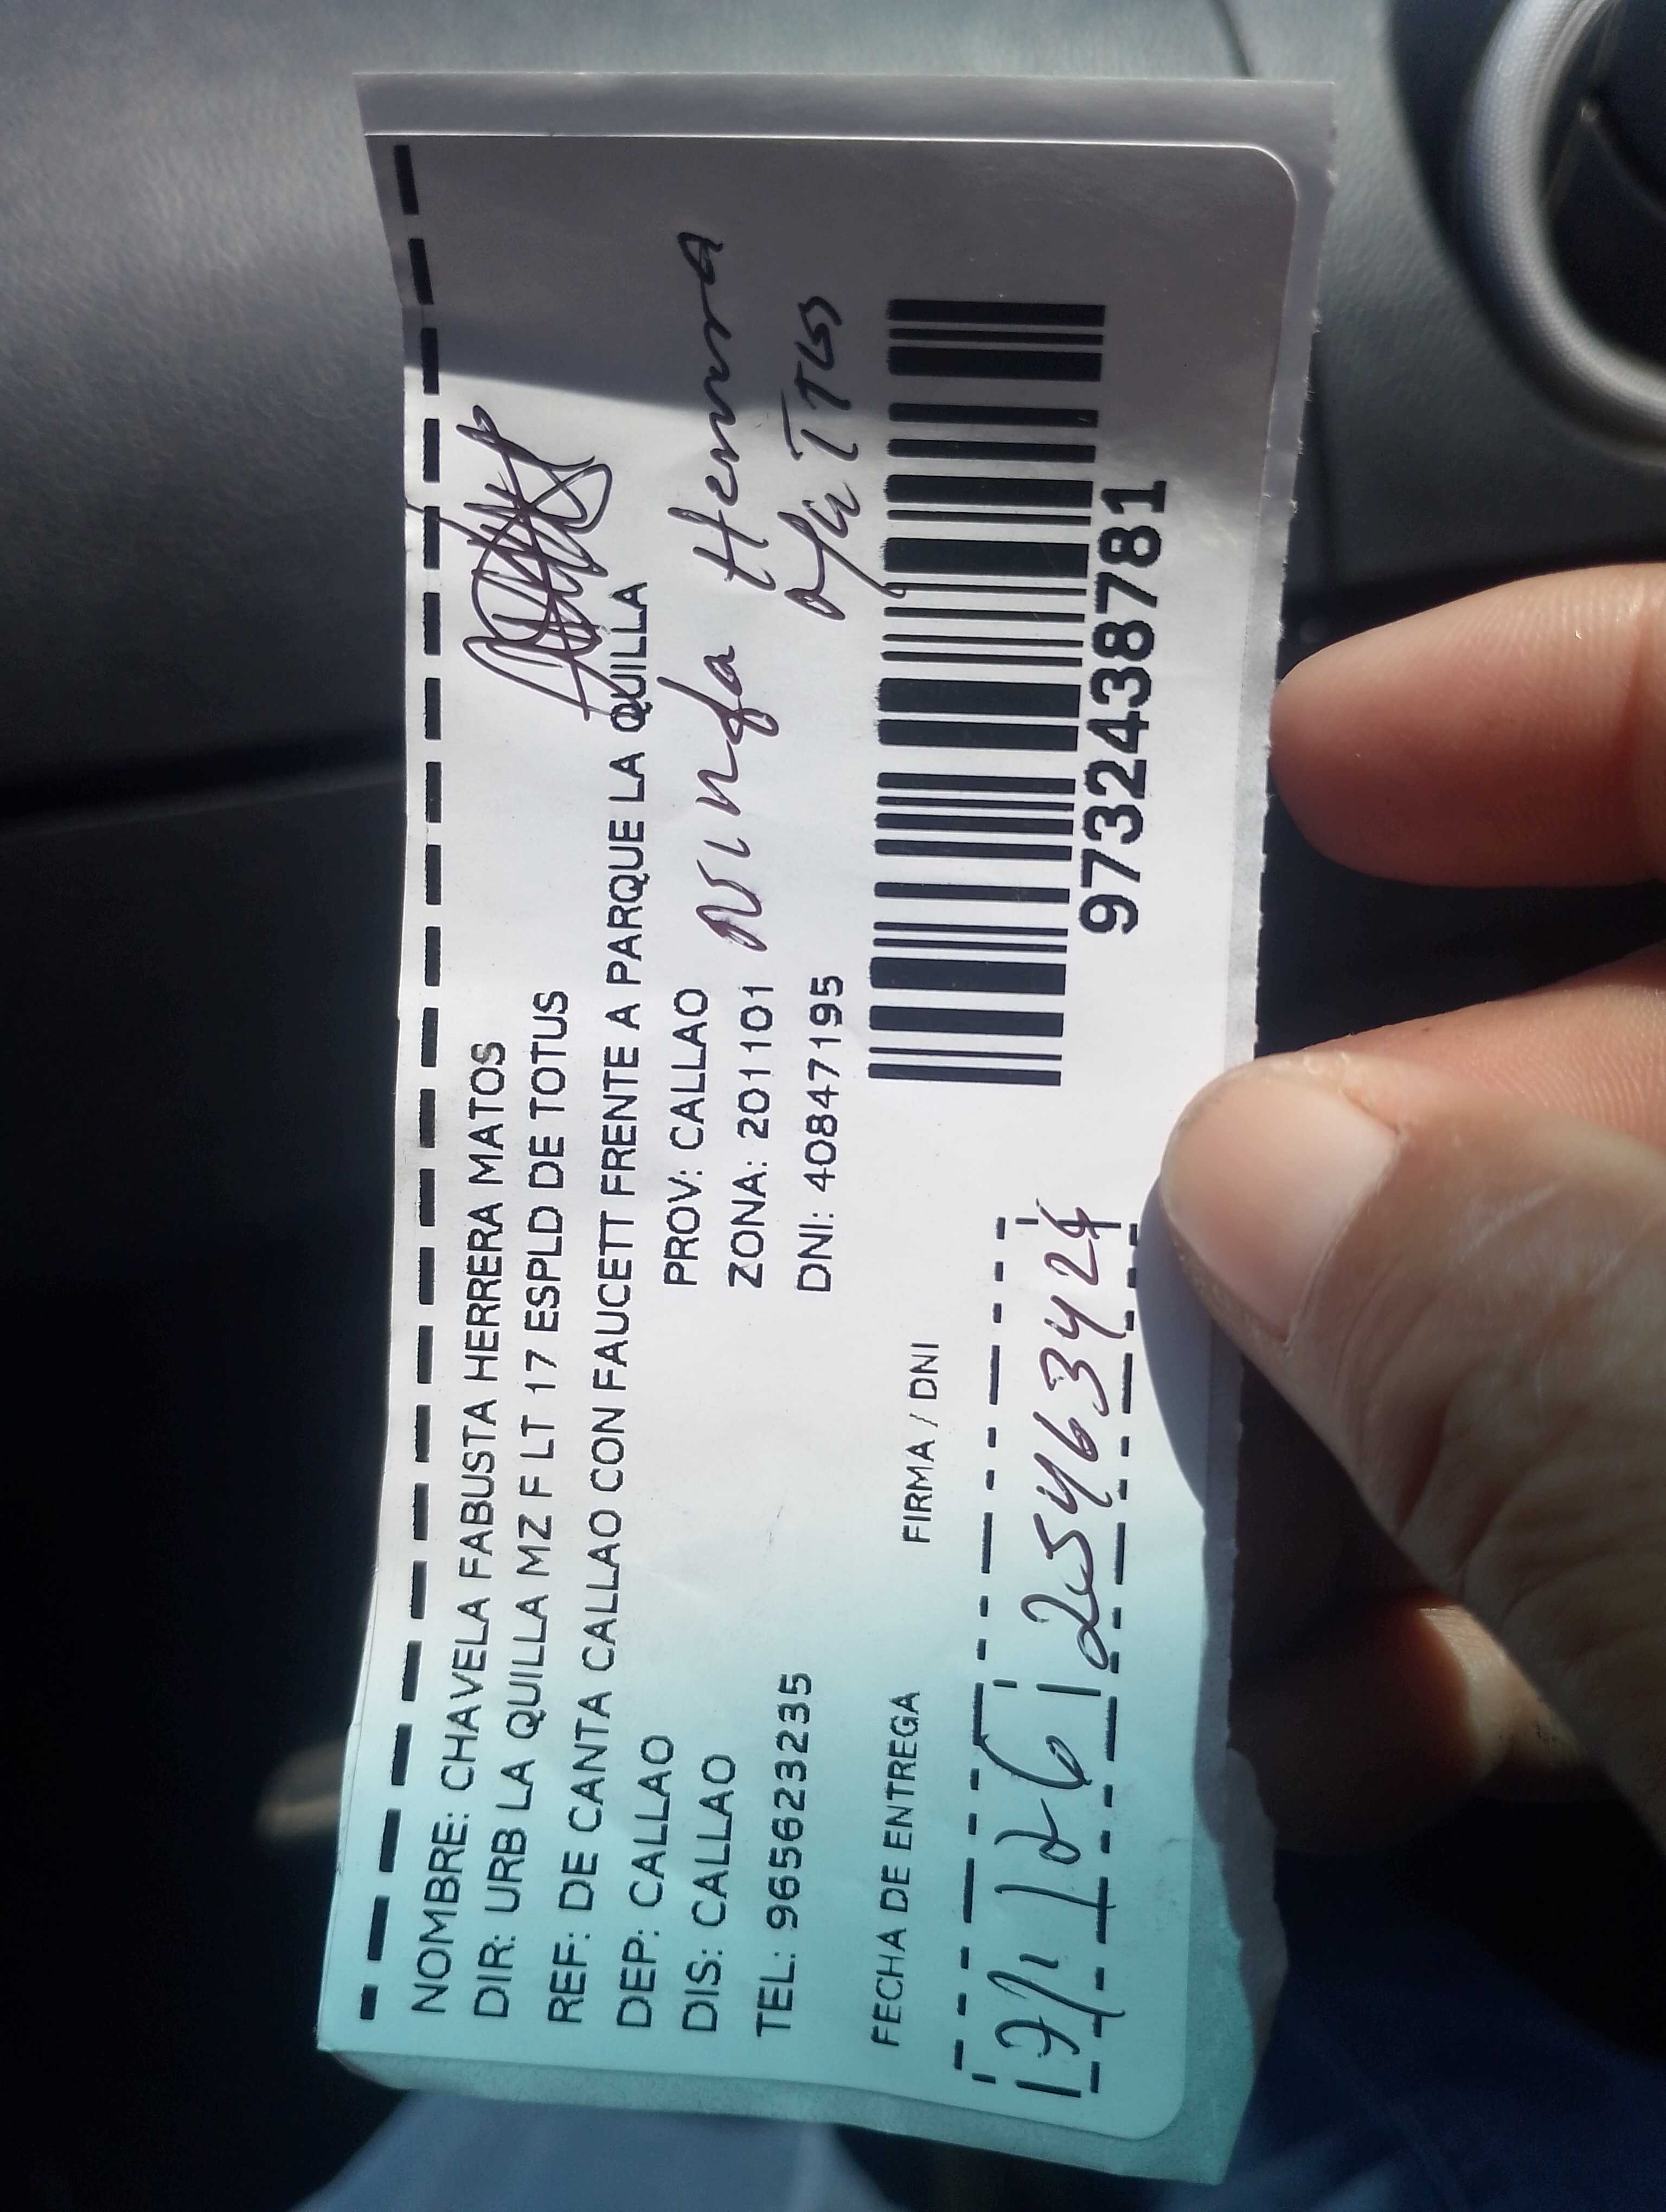 NOMBRE: CHAVELA FABUSTA HERRERA MATOS
DIR: URB LA QUILLA MZ F LT 17 ESPLD DE TOTUS
REF: DE CANTA CALLAO CON FAUCETT FRENTE A PARQUE LA QUILLA
DEP: CALLAO PROV: CALLAO
DIS: CALLAO ZONA: 201101
Ninfa Herrera
TEL: 965623235 DNI: 40847195
FECHA DE ENTREGA FIRMA / DNI
25463424
9732438781